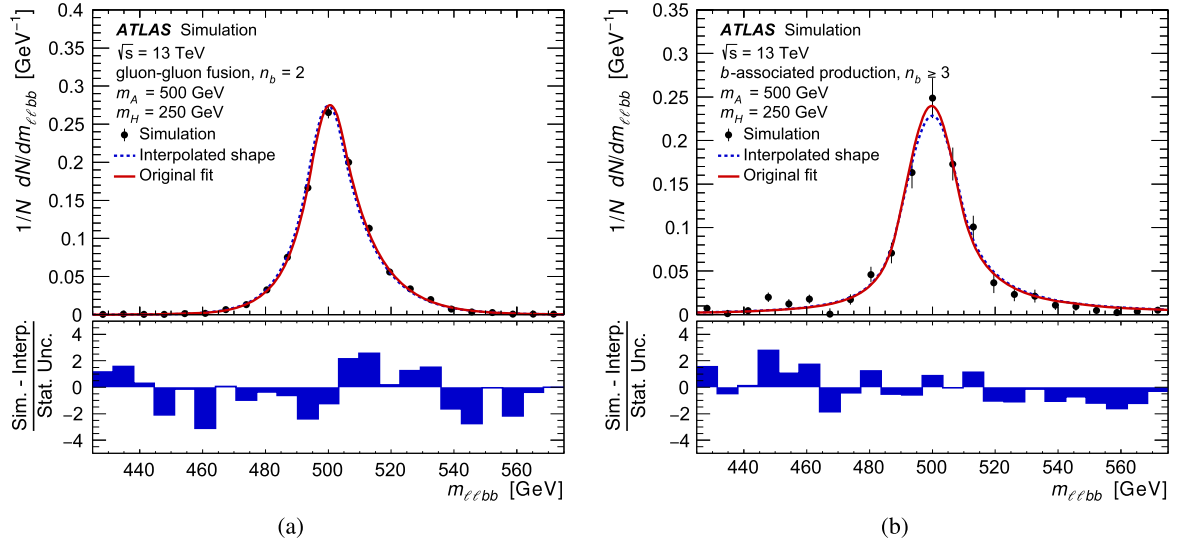 0.4
0.35
0.3
0.25
0.2
0.15
0.1
0.05
0
1/N dN/dm_ℓℓbb [GeV⁻¹]
ATLAS Simulation
√s = 13 TeV
gluon-gluon fusion, n_b = 2
m_A = 500 GeV
m_H = 250 GeV
Simulation
Interpolated shape
Original fit
4
2
0
−2
−4
Sim. - Interp.
Stat. Unc.
440 460 480 500 520 540 560
m_ℓℓbb [GeV]
(a)
0.35
0.3
0.25
0.2
0.15
0.1
0.05
0
1/N dN/dm_ℓℓbb [GeV⁻¹]
ATLAS Simulation
√s = 13 TeV
b-associated production, n_b ≥ 3
m_A = 500 GeV
m_H = 250 GeV
Simulation
Interpolated shape
Original fit
4
2
0
−2
−4
Sim. - Interp.
Stat. Unc.
440 460 480 500 520 540 560
m_ℓℓbb [GeV]
(b)